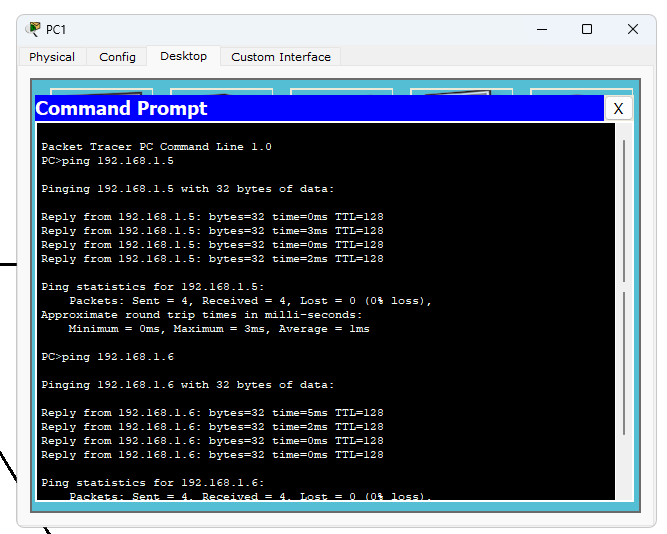 PC1
Physical Config Desktop Custom Interface
Command Prompt X
Packet Tracer PC Command Line 1.0
PC>ping 192.168.1.5
Pinging 192.168.1.5 with 32 bytes of data:
Reply from 192.168.1.5: bytes=32 time=0ms TTL=128
Reply from 192.168.1.5: bytes=32 time=3ms TTL=128
Reply from 192.168.1.5: bytes=32 time=0ms TTL=128
Reply from 192.168.1.5: bytes=32 time=2ms TTL=128
Ping statistics for 192.168.1.5:
Packets: Sent = 4, Received = 4, Lost = 0 (0% loss),
Approximate round trip times in milli-seconds:
Minimum = 0ms, Maximum = 3ms, Average = 1ms
PC>ping 192.168.1.6
Pinging 192.168.1.6 with 32 bytes of data:
Reply from 192.168.1.6: bytes=32 time=5ms TTL=128
Reply from 192.168.1.6: bytes=32 time=2ms TTL=128
Reply from 192.168.1.6: bytes=32 time=0ms TTL=128
Reply from 192.168.1.6: bytes=32 time=0ms TTL=128
Ping statistics for 192.168.1.6:
Packets: Sent = 4, Received = 4, Lost = 0 (0% loss),